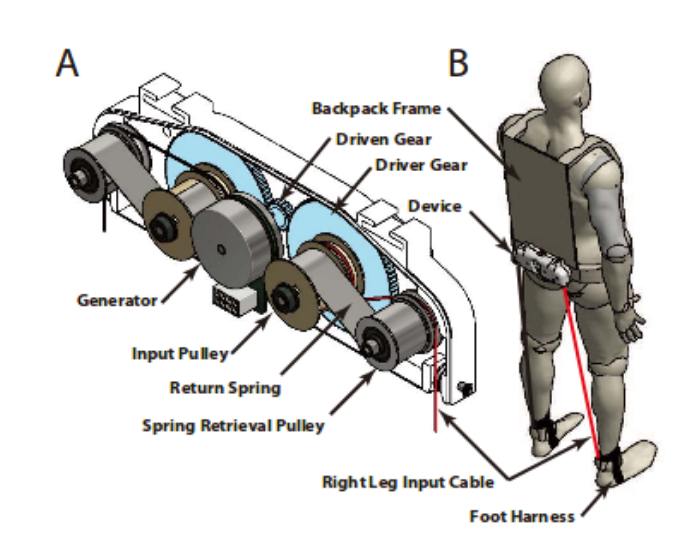 A
B
Backpack Frame
Driven Gear
Driver Gear
Device
Generator
Input Pulley
Return Spring
Spring Retrieval Pulley
Right Leg Input Cable
Foot Harness